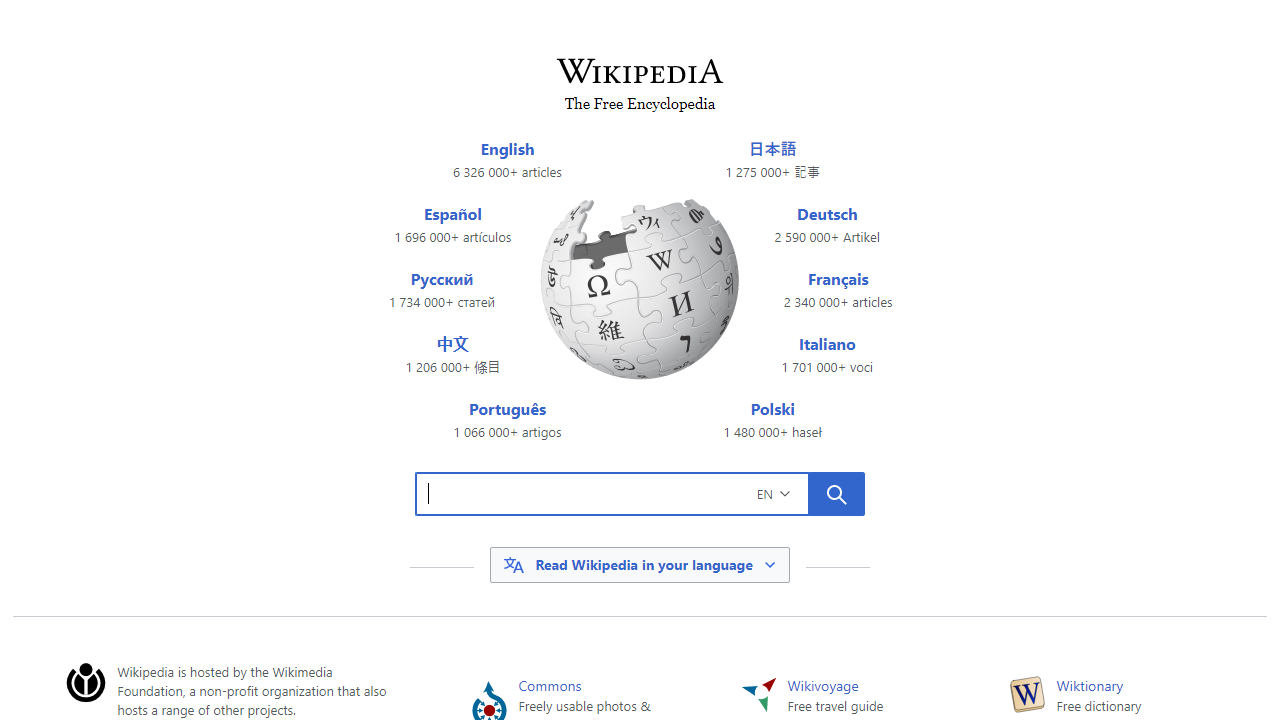 WIKIPEDIA
The Free Encyclopedia
English
6 326 000+ articles
日本語
1 275 000+ 記事
Español
1 696 000+ artículos
Deutsch
2 590 000+ Artikel
Русский
1 734 000+ статей
Français
2 340 000+ articles
中文
1 206 000+ 條目
Italiano
1 701 000+ voci
Português
1 066 000+ artigos
Polski
1 480 000+ haseł
Ω
W
И
維
ウィ
EN
Read Wikipedia in your language
Wikipedia is hosted by the Wikimedia
Foundation, a non-profit organization that also
hosts a range of other projects.
Commons
Freely usable photos &
Wikivoyage
Free travel guide
W
Wiktionary
Free dictionary